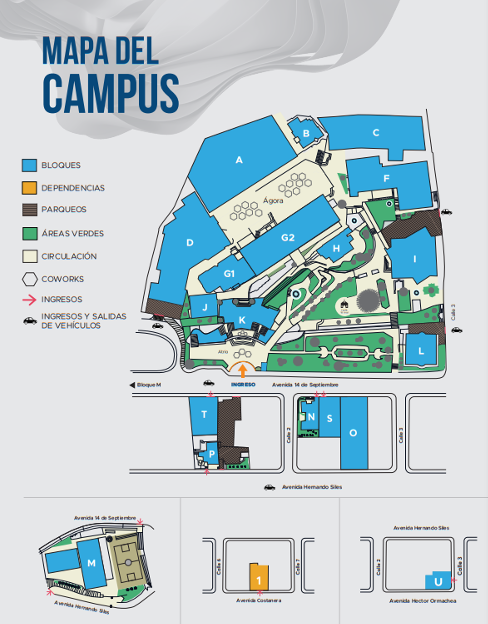 MAPA DEL
CAMPUS
BLOQUES
DEPENDENCIAS
PARQUEOS
ÁREAS VERDES
CIRCULACIÓN
COWORKS
INGRESOS
INGRESOS Y SALIDAS
DE VEHÍCULOS
A
B
C
F
Ágora
D
G2
H
G1
I
J
K
L
Atrio
Calle 3
Bloque M
INGRESO
Avenida 14 de Septiembre
T
P
N
S
O
Calle 2
Calle 3
Avenida Hernando Siles
Avenida 14 de Septiembre
M
Avenida Hernando Siles
Calle 6
1
Calle 7
Avenida Costanera
Avenida Hernando Siles
Calle 2
U
Calle 3
Avenida Hector Ormachea